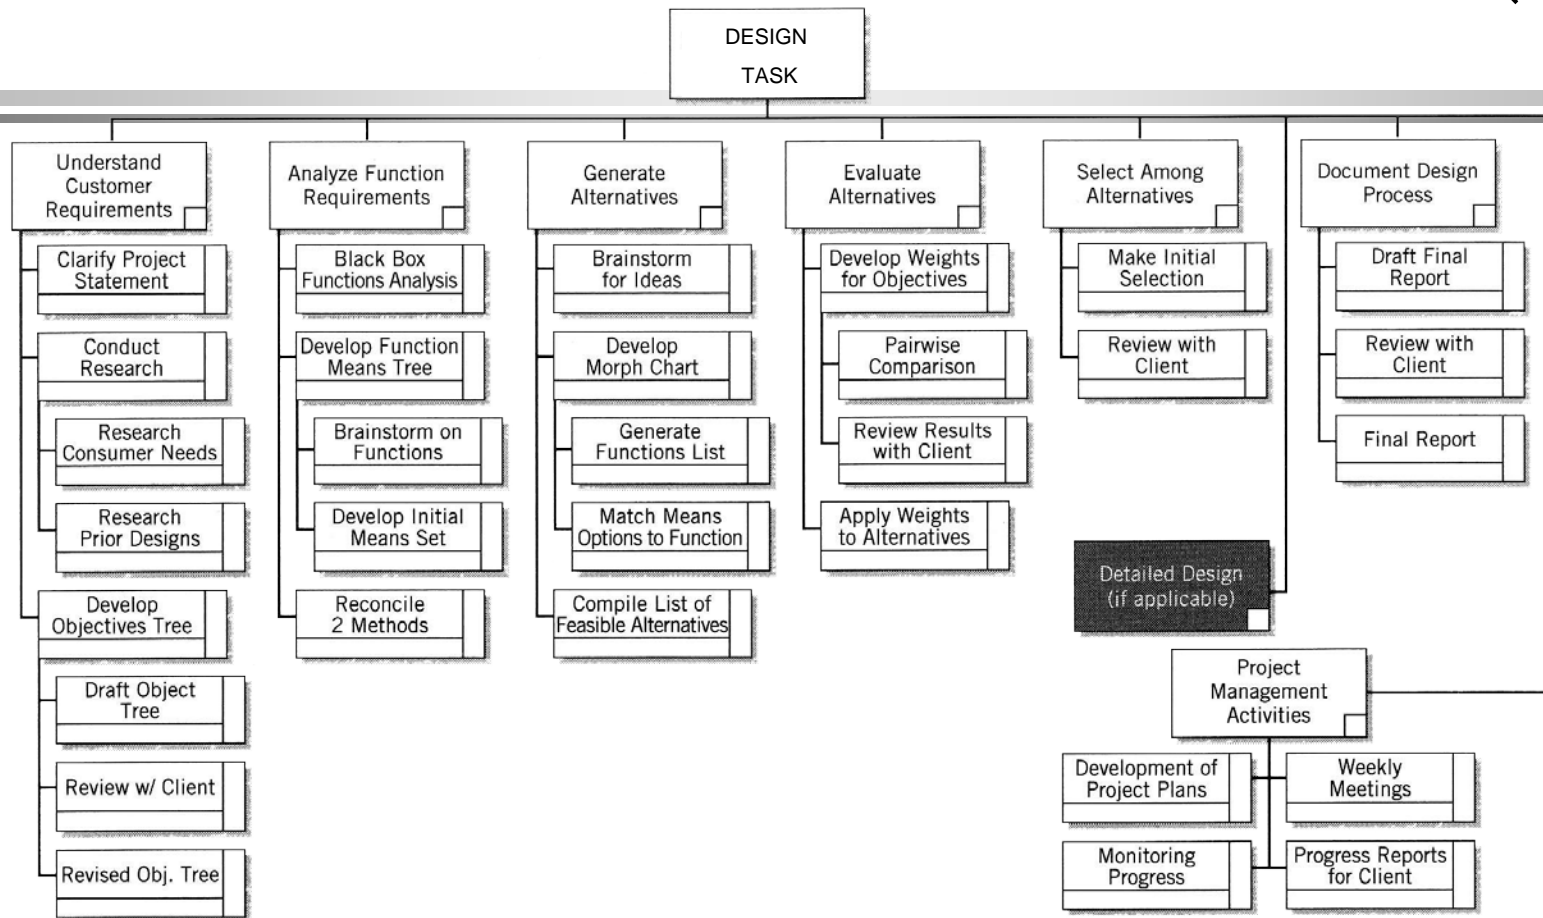 DESIGN
TASK
Understand
Customer
Requirements
Clarify Project
Statement
Conduct
Research
Research
Consumer Needs
Research
Prior Designs
Develop
Objectives Tree
Draft Object
Tree
Review w/ Client
Revised Obj. Tree
Analyze Function
Requirements
Black Box
Functions Analysis
Develop Function
Means Tree
Brainstorm on
Functions
Develop Initial
Means Set
Reconcile
2 Methods
Generate
Alternatives
Brainstorm
for Ideas
Develop
Morph Chart
Generate
Functions List
Match Means
Options to Function
Compile List of
Feasible Alternatives
Evaluate
Alternatives
Develop Weights
for Objectives
Pairwise
Comparison
Review Results
with Client
Apply Weights
to Alternatives
Select Among
Alternatives
Make Initial
Selection
Review with
Client
Detailed Design
(if applicable)
Document Design
Process
Draft Final
Report
Review with
Client
Final Report
Project
Management
Activities
Development of
Project Plans
Weekly
Meetings
Monitoring
Progress
Progress Reports
for Client